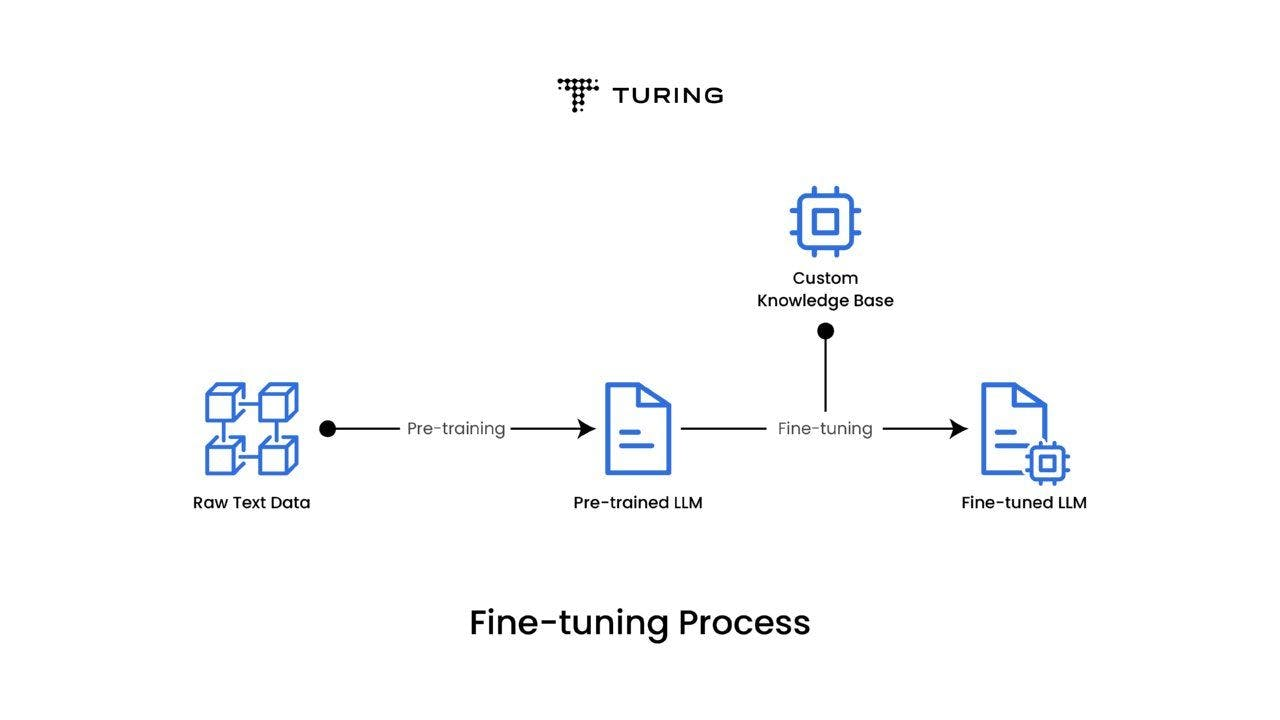 TURING
Custom
Knowledge Base
Pre-training
Fine-tuning
Raw Text Data
Pre-trained LLM
Fine-tuned LLM
Fine-tuning Process